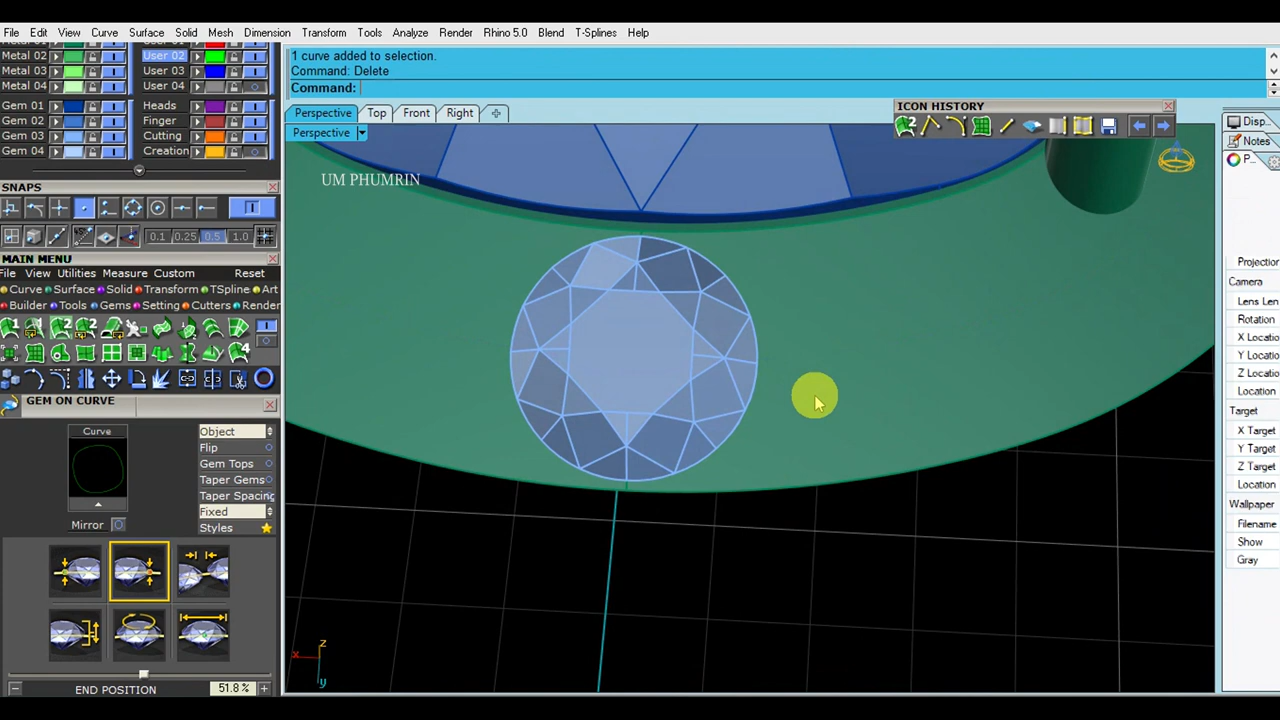 File Edit View Curve Surface Solid Mesh Dimension Transform Tools Analyze Render Rhino 5.0 Blend T-Splines Help
1 curve added to selection.
Command: Delete
Command:
Metal 02 User 02
Metal 03 User 03
Metal 04 User 04
Gem 01 Heads
Gem 02 Finger
Gem 03 Cutting
Gem 04 Creation
Perspective Top Front Right
Perspective
ICON HISTORY
UM PHUMRIN
SNAPS
0.1 0.25 0.5 1.0
MAIN MENU
File View Utilities Measure Custom Reset
Curve Surface Solid Transform TSpline Art
Builder Tools Gems Setting Cutters Render
GEM ON CURVE
Curve
Object
Flip
Gem Tops
Taper Gems
Taper Spacing
Fixed
Styles
Mirror
END POSITION 51.8 %
Disp...
Notes
P...
Projection
Camera
Lens Len
Rotation
X Location
Y Location
Z Location
Location
Target
X Target
Y Target
Z Target
Location
Wallpaper
Filename
Show
Gray
x
z
y